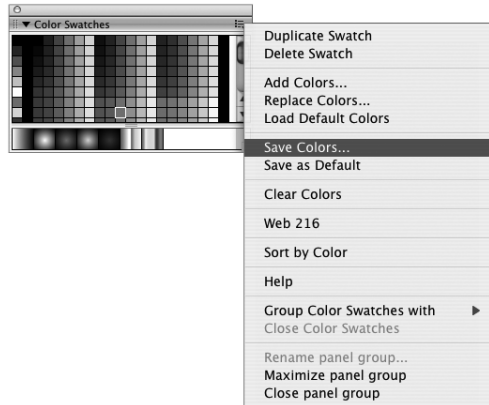 Color Swatches
Duplicate Swatch
Delete Swatch
Add Colors...
Replace Colors...
Load Default Colors
Save Colors...
Save as Default
Clear Colors
Web 216
Sort by Color
Help
Group Color Swatches with
Close Color Swatches
Rename panel group...
Maximize panel group
Close panel group